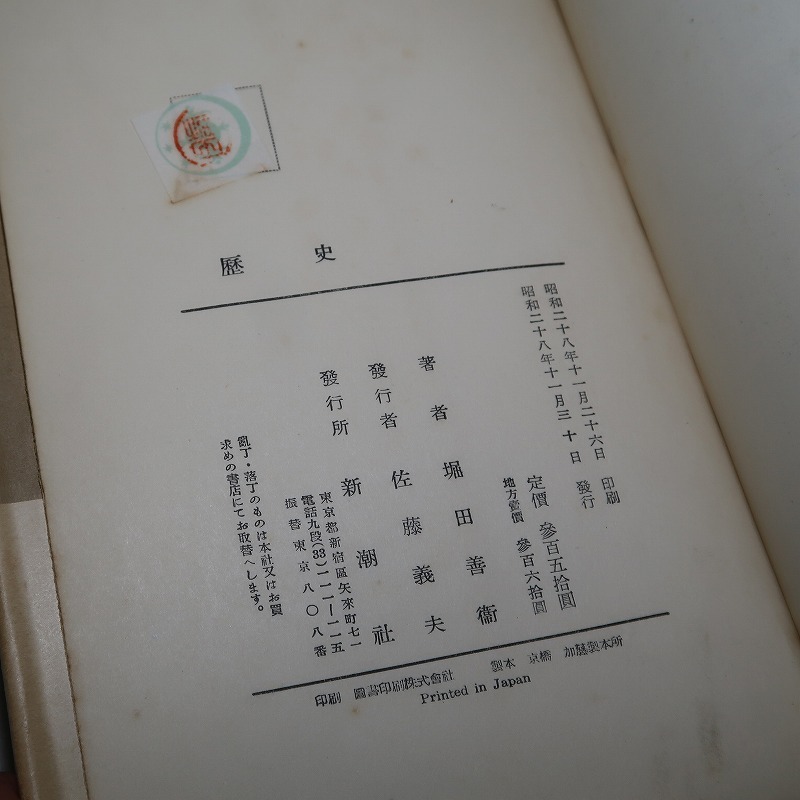 歴史
昭和二十八年十一月二十六日 印刷
昭和二十八年十一月三十日 發行
定價 參百五拾圓
地方賣價 參百六拾圓
著者 堀田善衞
發行者 佐藤義夫
發行所 新潮社
東京都新宿區矢來町七一
電話九段(33)一一一一―一一五
振替東京八〇八番
亂丁・落丁のものは本社又はお買
求めの書店にてお取替へします。
印刷 圖書印刷株式會社 製本 京橋 加藤製本所
Printed in Japan